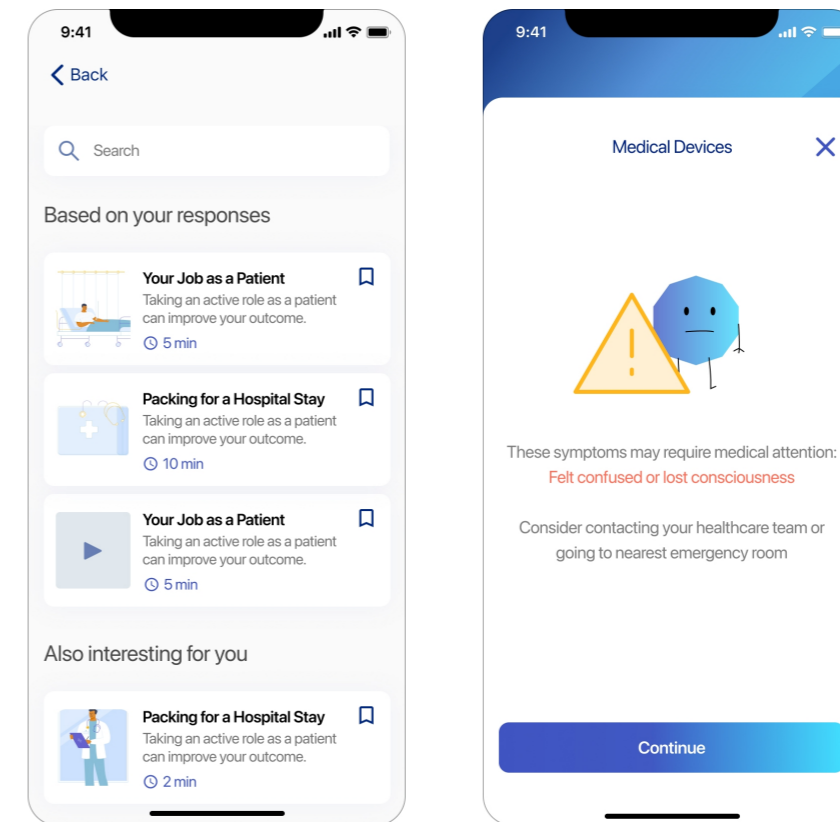 9:41
Back
Search
Based on your responses
Your Job as a Patient
Taking an active role as a patient
can improve your outcome.
5 min
Packing for a Hospital Stay
Taking an active role as a patient
can improve your outcome.
10 min
Your Job as a Patient
Taking an active role as a patient
can improve your outcome.
5 min
Also interesting for you
Packing for a Hospital Stay
Taking an active role as a patient
can improve your outcome.
2 min
9:41
Medical Devices
These symptoms may require medical attention:
Felt confused or lost consciousness
Consider contacting your healthcare team or
going to nearest emergency room
Continue